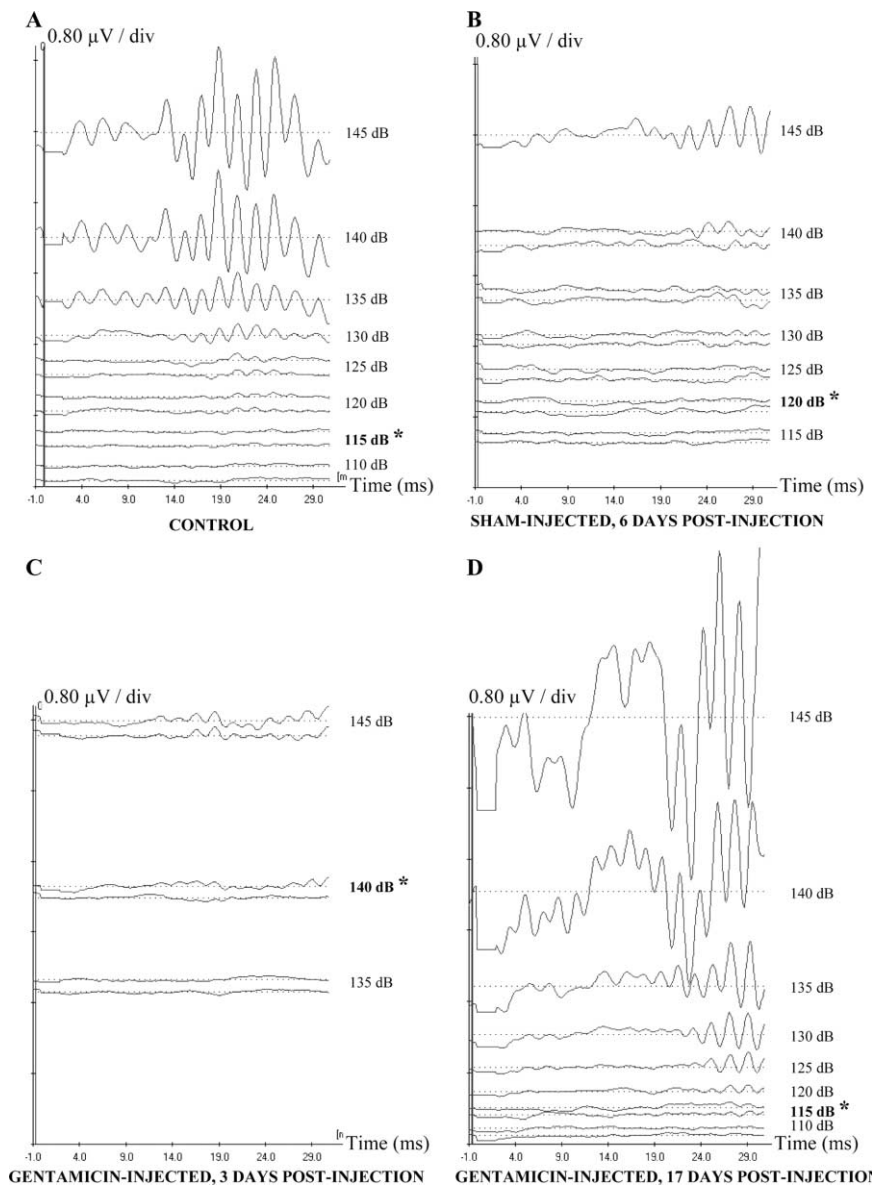 A
0.80 µV / div
145 dB
140 dB
135 dB
130 dB
125 dB
120 dB
115 dB *
110 dB
[m Time (ms)
-1.0 4.0 9.0 14.0 19.0 24.0 29.0
CONTROL
B
0.80 µV / div
145 dB
140 dB
135 dB
130 dB
125 dB
120 dB *
115 dB
Time (ms)
-1.0 4.0 9.0 14.0 19.0 24.0 29.0
SHAM-INJECTED, 6 DAYS POST-INJECTION
C
0.80 µV / div
145 dB
140 dB *
135 dB
Time (ms)
-1.0 4.0 9.0 14.0 19.0 24.0 29.0
GENTAMICIN-INJECTED, 3 DAYS POST-INJECTION
D
0.80 µV / div
145 dB
140 dB
135 dB
130 dB
125 dB
120 dB
115 dB *
110 dB
Time (ms)
-1.0 4.0 9.0 14.0 19.0 24.0 29.0
GENTAMICIN-INJECTED, 17 DAYS POST-INJECTION